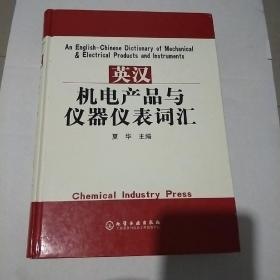 An English-Chinese Dictionary of Mechanical
& Electrical Products and Instruments
英汉
机电产品与
仪器仪表词汇
夏 华 主编
Chemical Industry Press
化学工业出版社